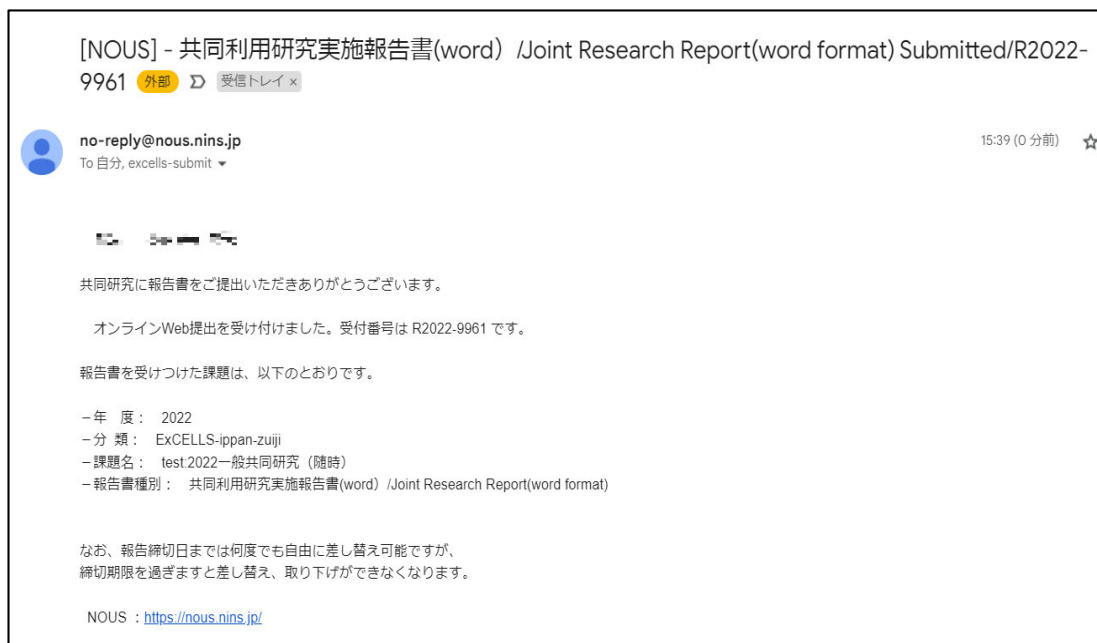 [NOUS] - 共同利用研究実施報告書(word）/Joint Research Report(word format) Submitted/R2022-
9961 外部 受信トレイ ×
no-reply@nous.nins.jp 15:39 (0 分前)
To 自分, excells-submit
共同研究に報告書をご提出いただきありがとうございます。
オンラインWeb提出を受け付けました。受付番号は R2022-9961 です。
報告書を受けつけた課題は、以下のとおりです。
－年　度：　2022
－分 類：　ExCELLS-ippan-zuiji
－課題名：　test:2022一般共同研究（随時）
－報告書種別：　共同利用研究実施報告書(word）/Joint Research Report(word format)
なお、報告締切日までは何度でも自由に差し替え可能ですが、
締切期限を過ぎますと差し替え、取り下げができなくなります。
NOUS ：https://nous.nins.jp/